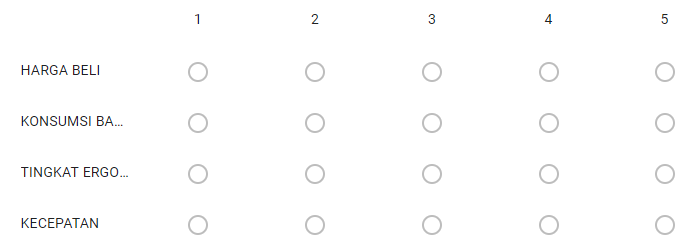 1 2 3 4 5
HARGA BELI
KONSUMSI BA...
TINGKAT ERGO...
KECEPATAN